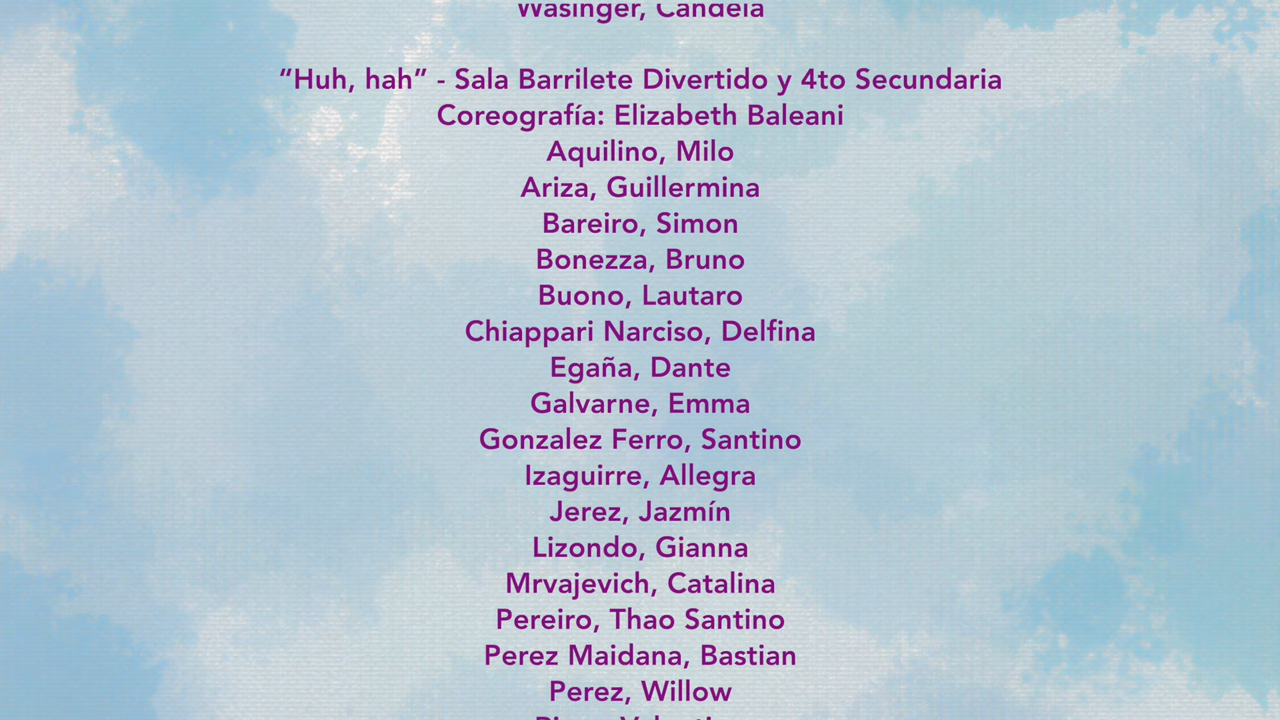 Wasinger, Candela
“Huh, hah” - Sala Barrilete Divertido y 4to Secundaria
Coreografía: Elizabeth Baleani
Aquilino, Milo
Ariza, Guillermina
Bareiro, Simon
Bonezza, Bruno
Buono, Lautaro
Chiappari Narciso, Delfina
Egaña, Dante
Galvarne, Emma
Gonzalez Ferro, Santino
Izaguirre, Allegra
Jerez, Jazmín
Lizondo, Gianna
Mrvajevich, Catalina
Pereiro, Thao Santino
Perez Maidana, Bastian
Perez, Willow